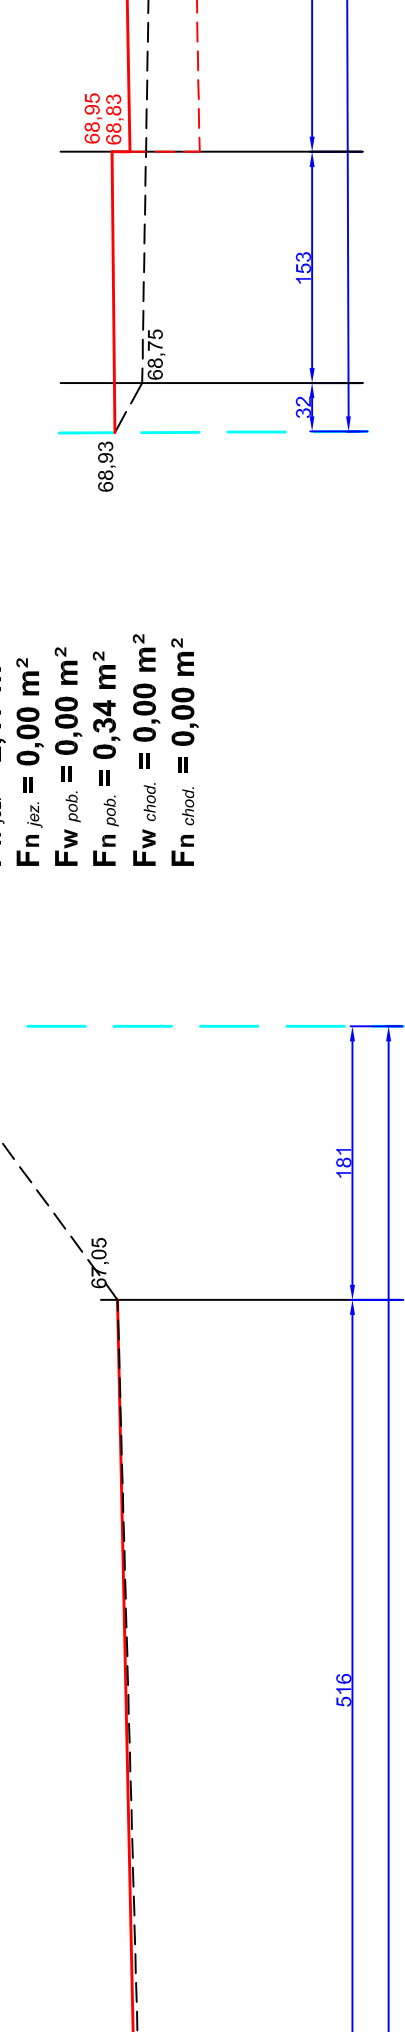 68,95
68,83
153
68,75
32
68,93
Fn jez. = 0,00 m²
Fw pob. = 0,00 m²
Fn pob. = 0,34 m²
Fw chod. = 0,00 m²
Fn chod. = 0,00 m²
181
67,05
516